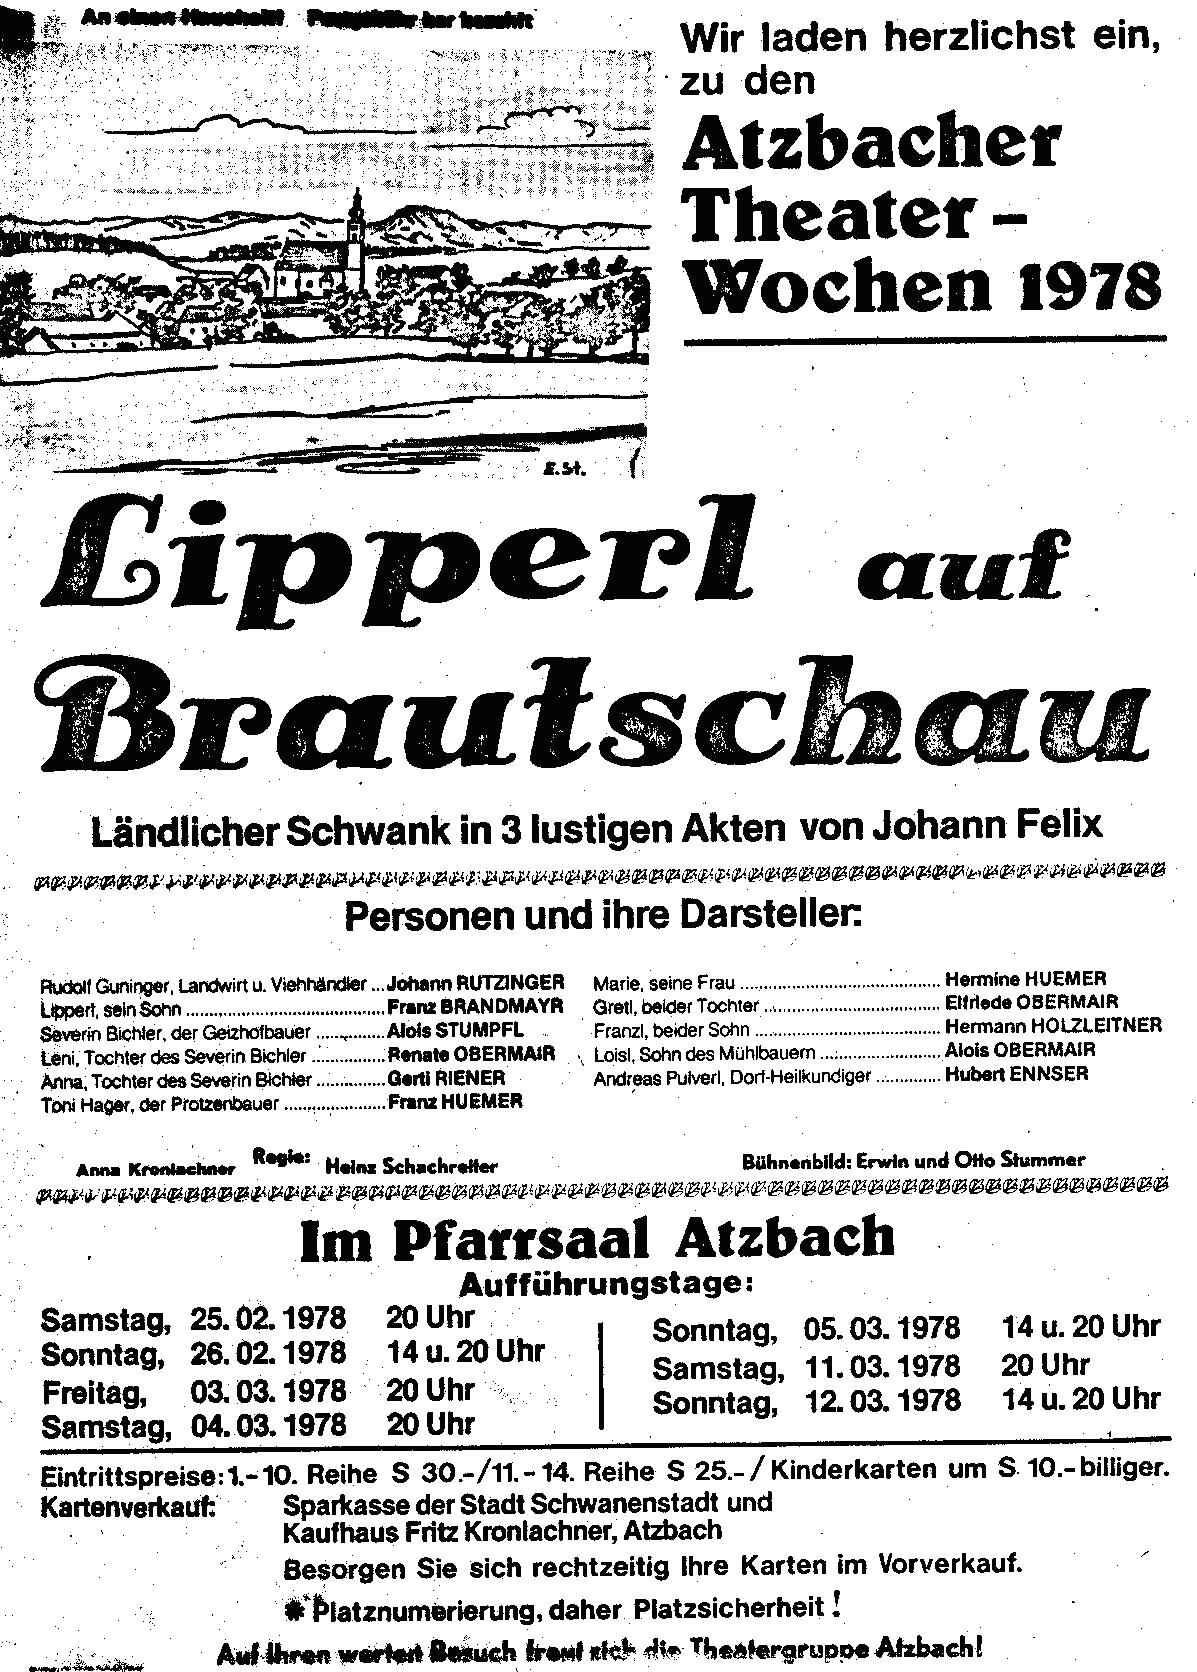 An einen Haushalt! Postgebühr bar bezahlt
Wir laden herzlichst ein,
zu den
Atzbacher
Theater –
Wochen 1978
E.St.
Lipperl auf
Brautschau
Ländlicher Schwank in 3 lustigen Akten von Johann Felix
Personen und ihre Darsteller:
Rudolf Guninger, Landwirt u. Viehhändler ... Johann RUTZINGER
Lipperl, sein Sohn ........................................ Franz BRANDMAYR
Severin Bichler, der Geizhofbauer .............. Alois STUMPFL
Leni, Tochter des Severin Bichler ............... Renate OBERMAIR
Anna, Tochter des Severin Bichler .............. Gerti RIENER
Toni Hager, der Protzenbauer ..................... Franz HUEMER
Marie, seine Frau ........................................ Hermine HUEMER
Gretl, beider Tochter .................................... Elfriede OBERMAIR
Franzl, beider Sohn ..................................... Hermann HOLZLEITNER
Loisl, Sohn des Mühlbauern ........................ Alois OBERMAIR
Andreas Pulverl, Dorf-Heilkundiger ............. Hubert ENNSER
Anna Kronlachner Regie: Heinz Schachreiter
Bühnenbild: Erwin und Otto Stummer
Im Pfarrsaal Atzbach
Aufführungstage:
Samstag, 25. 02. 1978 20 Uhr
Sonntag, 26. 02. 1978 14 u. 20 Uhr
Freitag, 03. 03. 1978 20 Uhr
Samstag, 04. 03. 1978 20 Uhr
Sonntag, 05. 03. 1978 14 u. 20 Uhr
Samstag, 11. 03. 1978 20 Uhr
Sonntag, 12. 03. 1978 14 u. 20 Uhr
Eintrittspreise: 1.- 10. Reihe S 30.-/11.- 14. Reihe S 25.- / Kinderkarten um S 10.- billiger.
Kartenverkauf: Sparkasse der Stadt Schwanenstadt und
Kaufhaus Fritz Kronlachner, Atzbach
Besorgen Sie sich rechtzeitig Ihre Karten im Vorverkauf.
* Platznumerierung, daher Platzsicherheit !
Auf Ihren werten Besuch freut sich die Theatergruppe Atzbach!